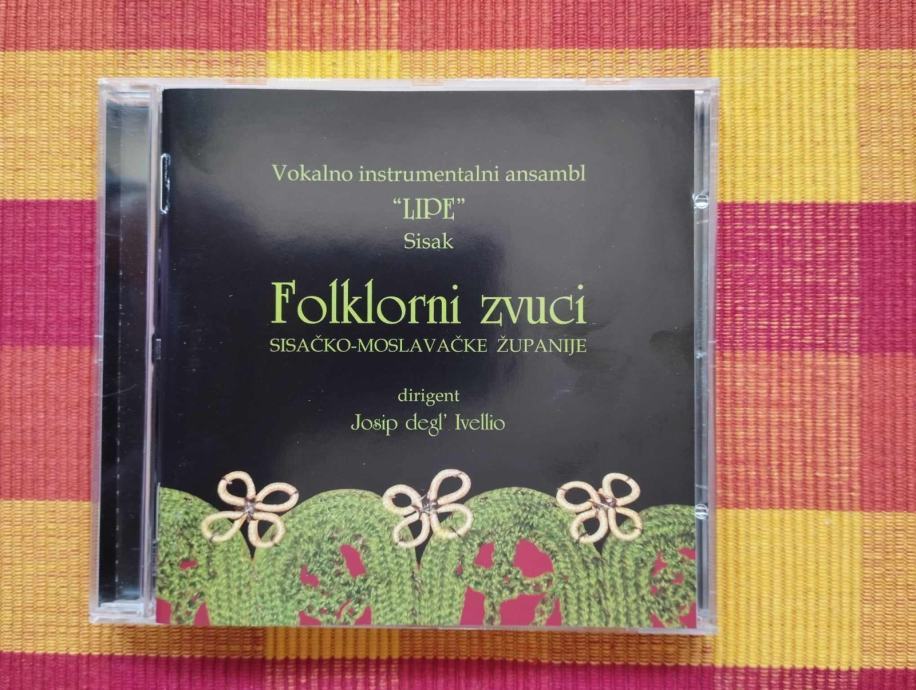 Vokalno instrumentalni ansambl
“LIPE”
Sisak
Folklorni zvuci
SISAČKO-MOSLAVAČKE ŽUPANIJE
dirigent
Josip degl’ Ivellio